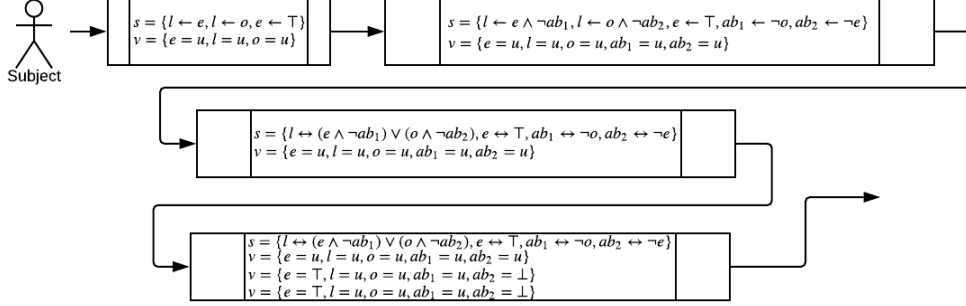 Subject
s = {l ← e, l ← o, e ← ⊤}
v = {e = u, l = u, o = u}
s = {l ← e ∧ ¬ab₁, l ← o ∧ ¬ab₂, e ← ⊤, ab₁ ← ¬o, ab₂ ← ¬e}
v = {e = u, l = u, o = u, ab₁ = u, ab₂ = u}
s = {l ↔ (e ∧ ¬ab₁) ∨ (o ∧ ¬ab₂), e ↔ ⊤, ab₁ ↔ ¬o, ab₂ ↔ ¬e}
v = {e = u, l = u, o = u, ab₁ = u, ab₂ = u}
s = {l ↔ (e ∧ ¬ab₁) ∨ (o ∧ ¬ab₂), e ↔ ⊤, ab₁ ↔ ¬o, ab₂ ↔ ¬e}
v = {e = u, l = u, o = u, ab₁ = u, ab₂ = u}
v = {e = ⊤, l = u, o = u, ab₁ = u, ab₂ = ⊥}
v = {e = ⊤, l = u, o = u, ab₁ = u, ab₂ = ⊥}